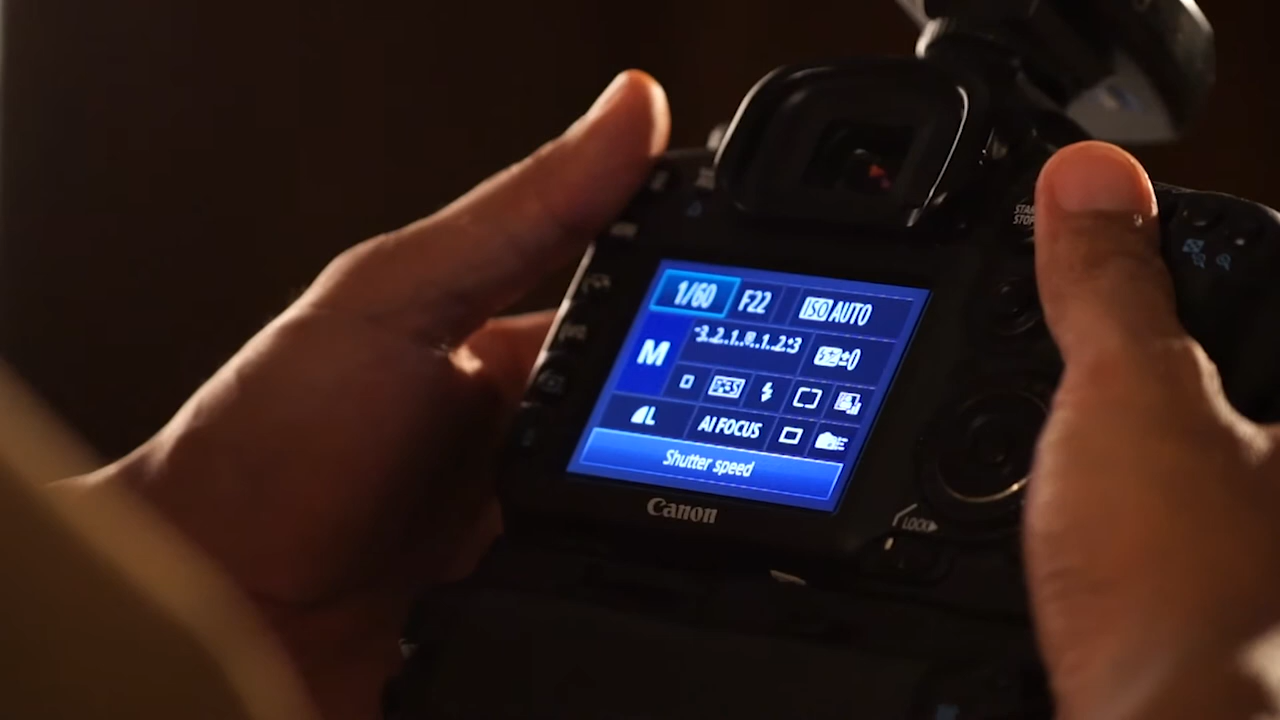 START/
STOP
1/60 F22 ISO AUTO
-3..2..1..0..1..2.:+3
±0
M
L AI FOCUS
Shutter speed
Canon
LOCK